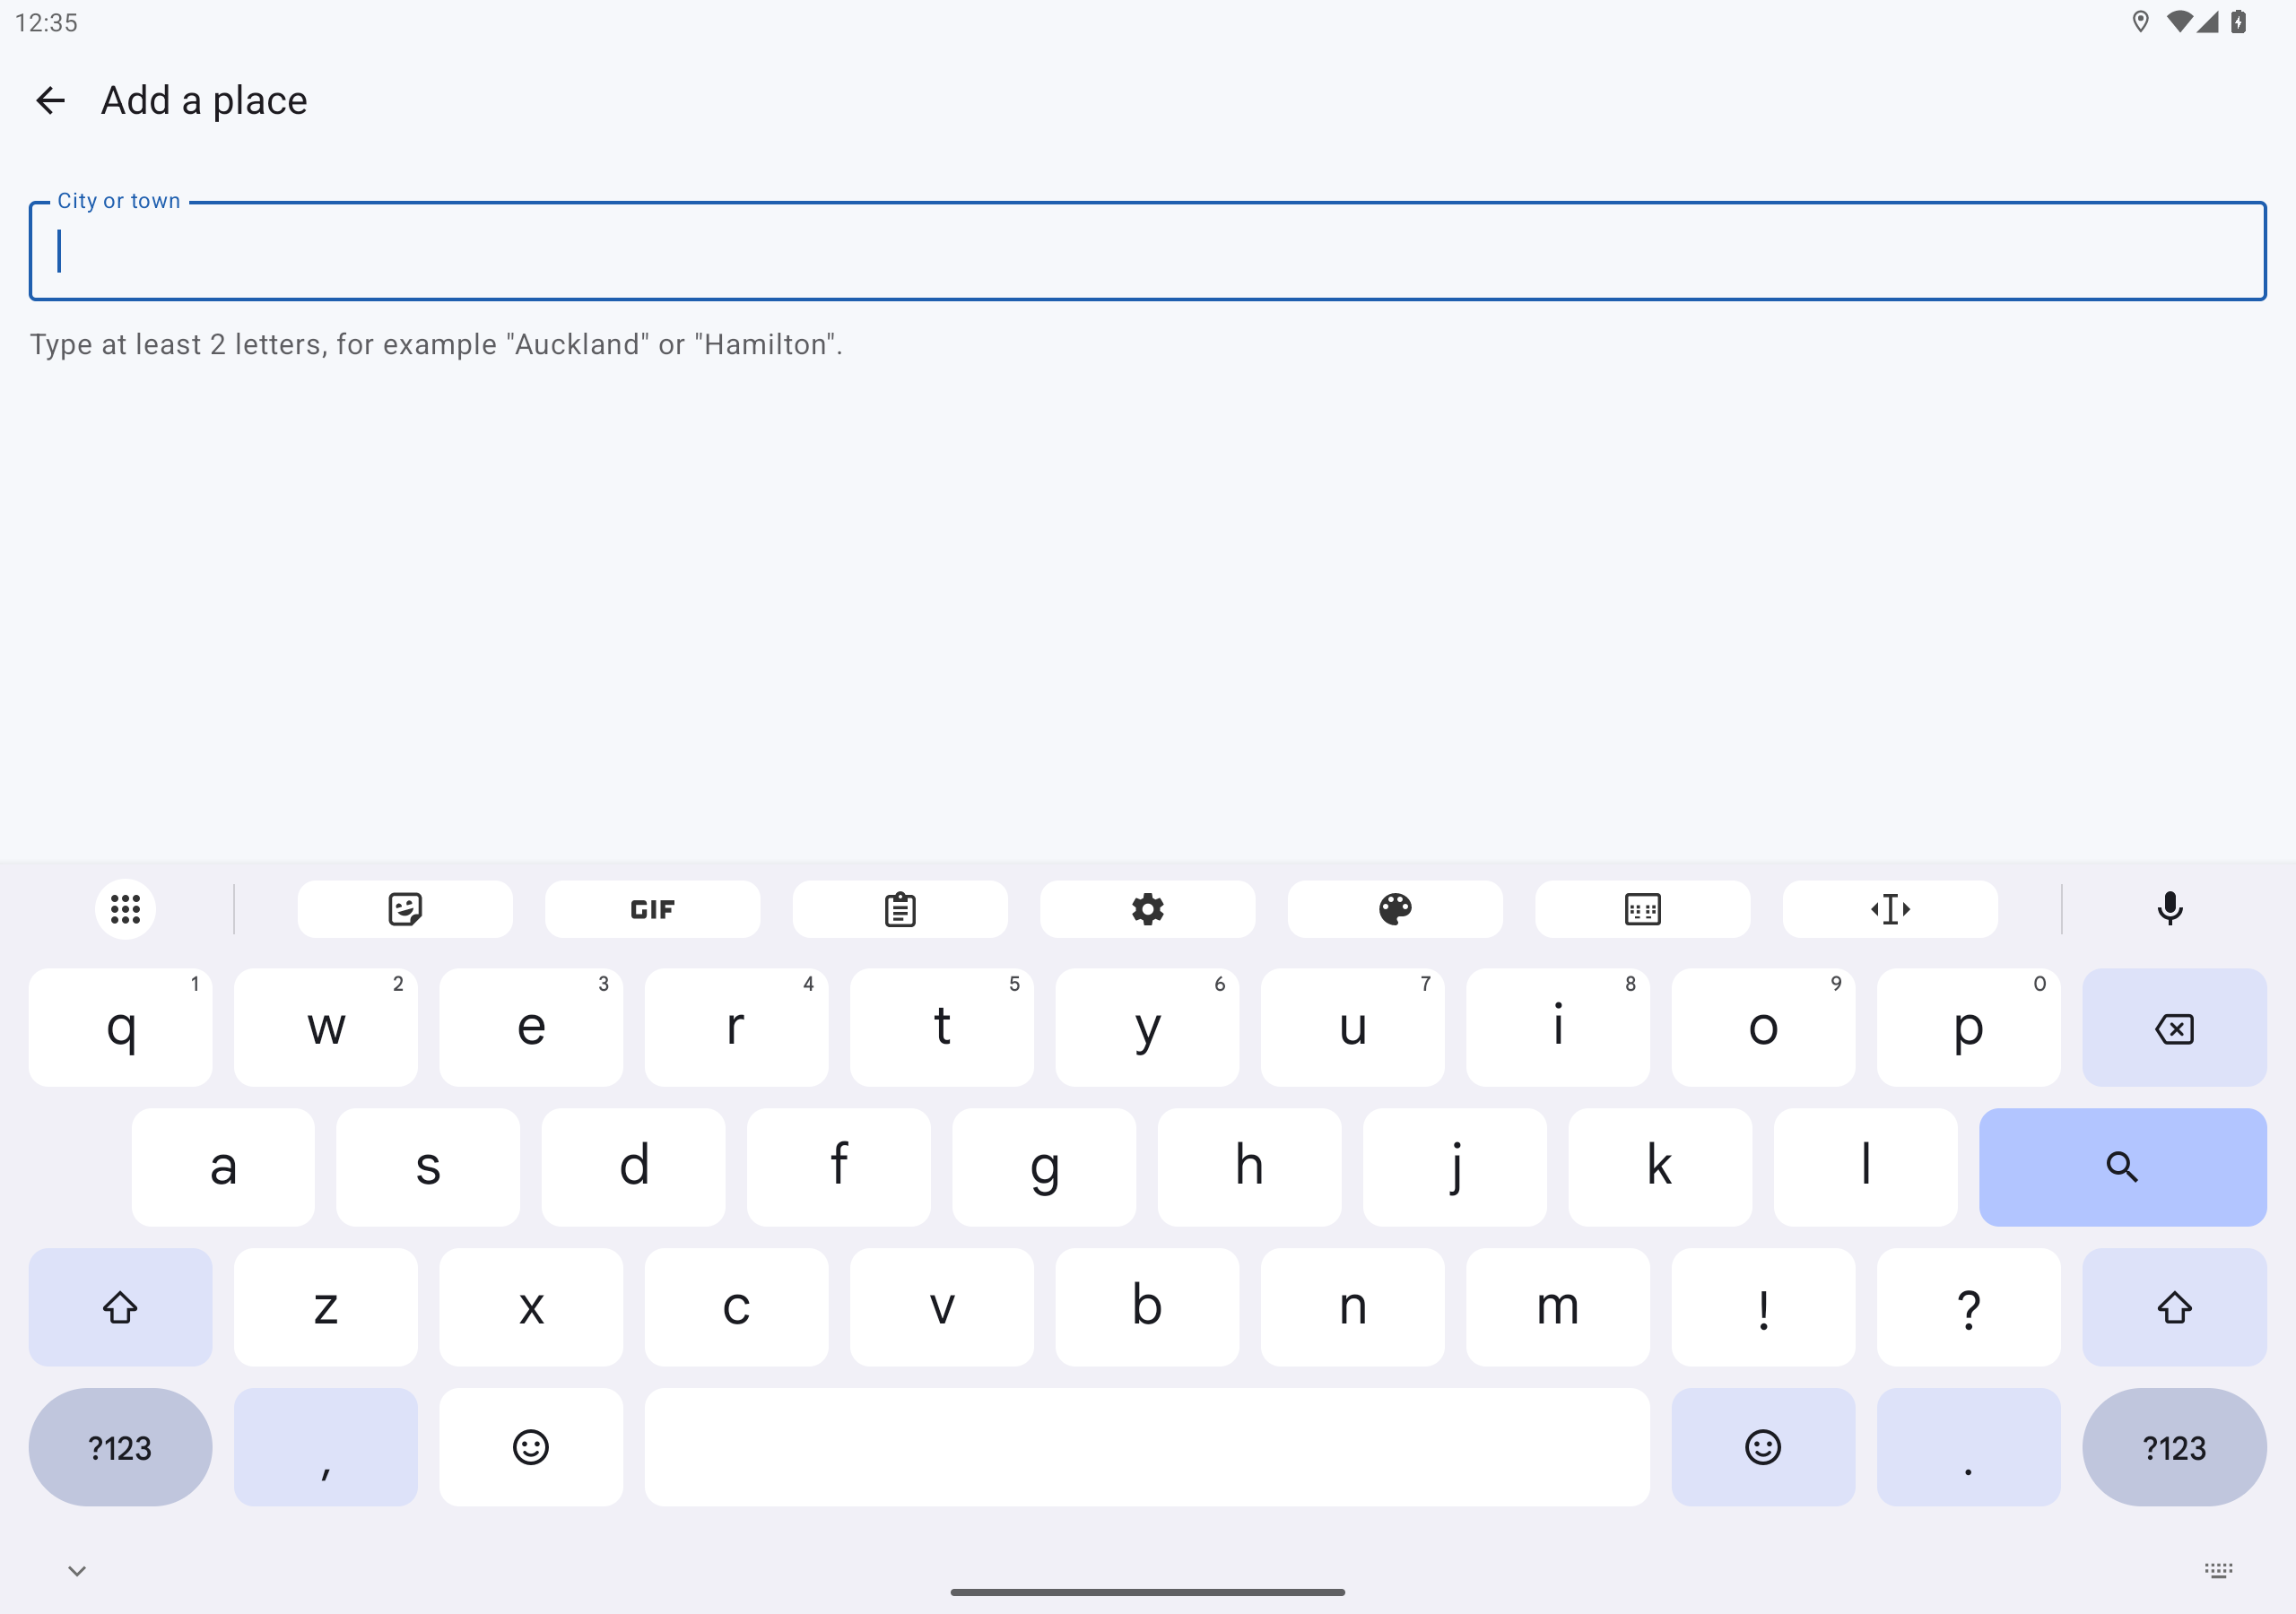 12:35
Add a place
City or town
Type at least 2 letters, for example "Auckland" or "Hamilton".
GIF
q 1 w 2 e 3 r 4 t 5 y 6 u 7 i 8 o 9 p 0
a s d f g h j k l
z x c v b n m ! ?
?123 , . ?123